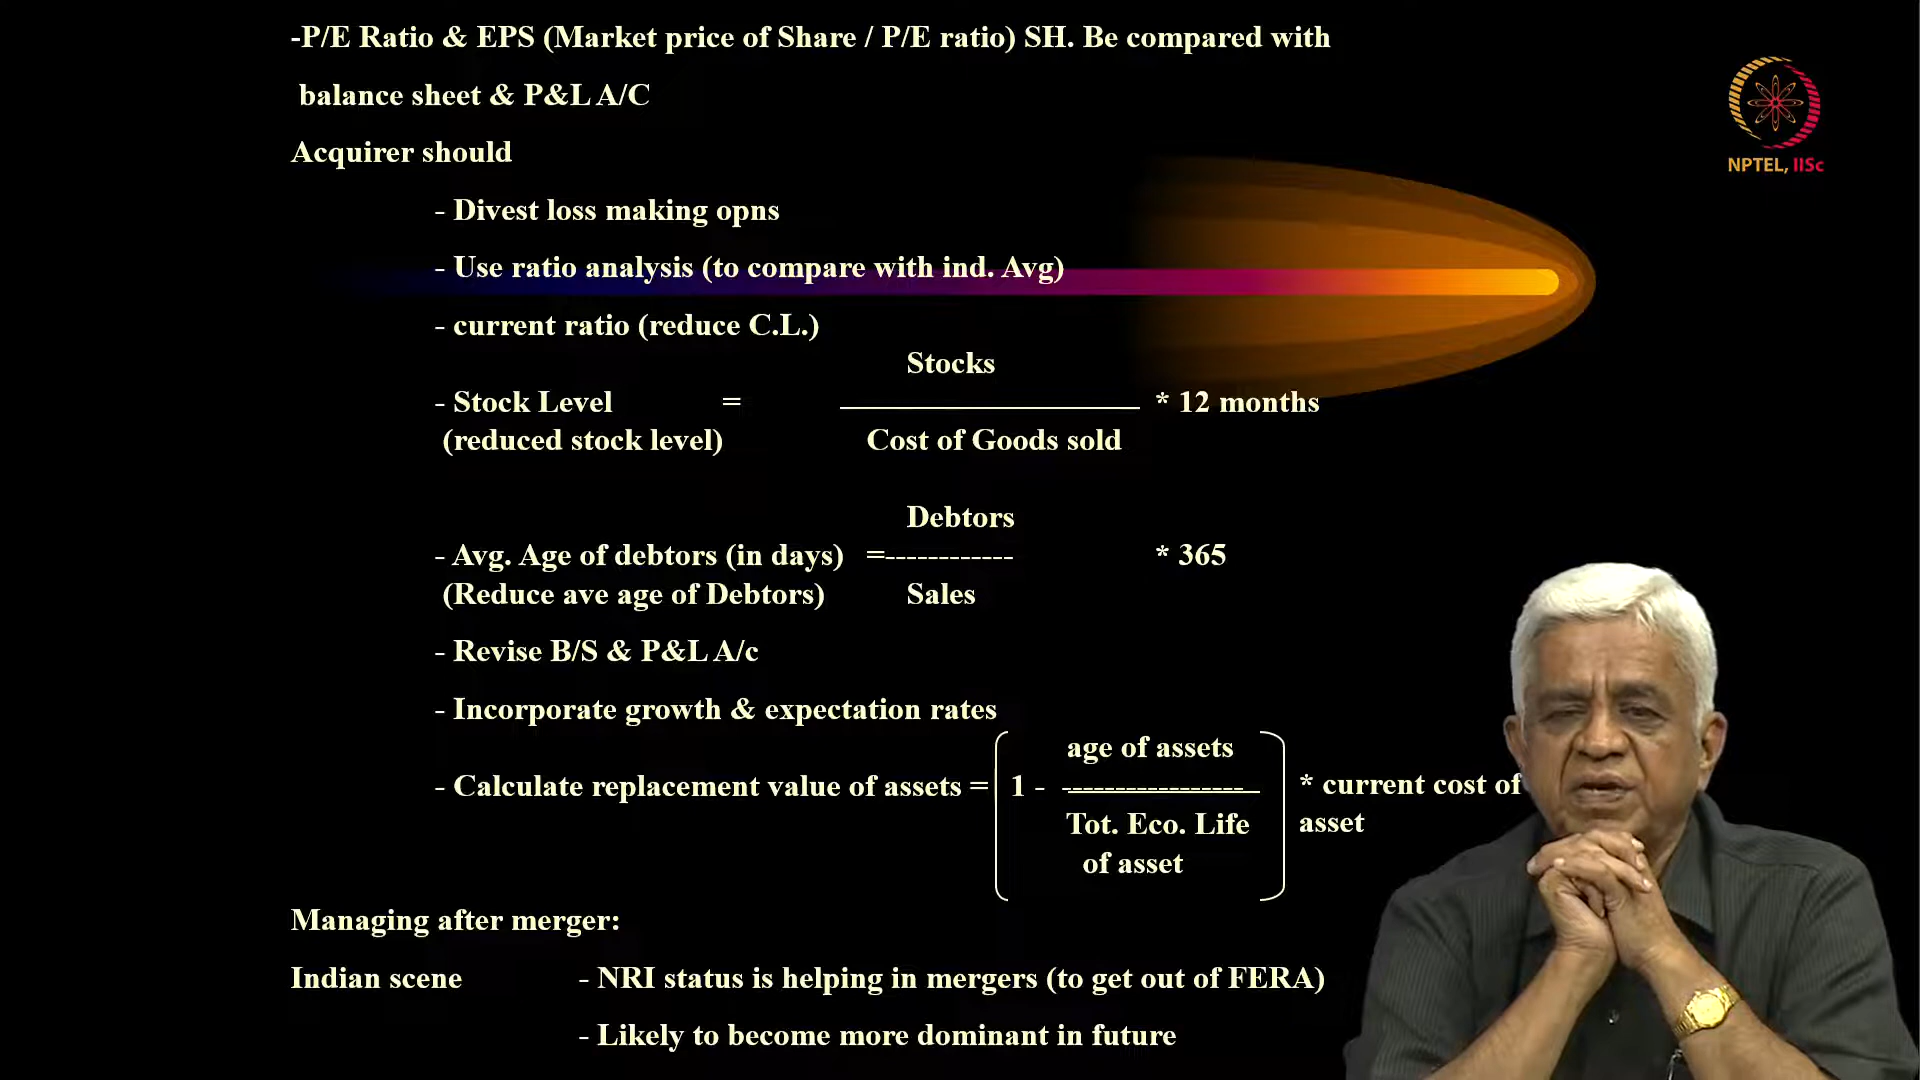 -P/E Ratio & EPS (Market price of Share / P/E ratio) SH. Be compared with
balance sheet & P&L A/C
Acquirer should
- Divest loss making opns
- Use ratio analysis (to compare with ind. Avg)
- current ratio (reduce C.L.)
Stocks
- Stock Level = * 12 months
(reduced stock level) Cost of Goods sold
Debtors
- Avg. Age of debtors (in days) =------------ * 365
(Reduce ave age of Debtors) Sales
- Revise B/S & P&L A/c
- Incorporate growth & expectation rates
age of assets
- Calculate replacement value of assets = 1 - ----------------- * current cost of
Tot. Eco. Life asset
of asset
Managing after merger:
Indian scene - NRI status is helping in mergers (to get out of FERA)
- Likely to become more dominant in future
NPTEL, IISc